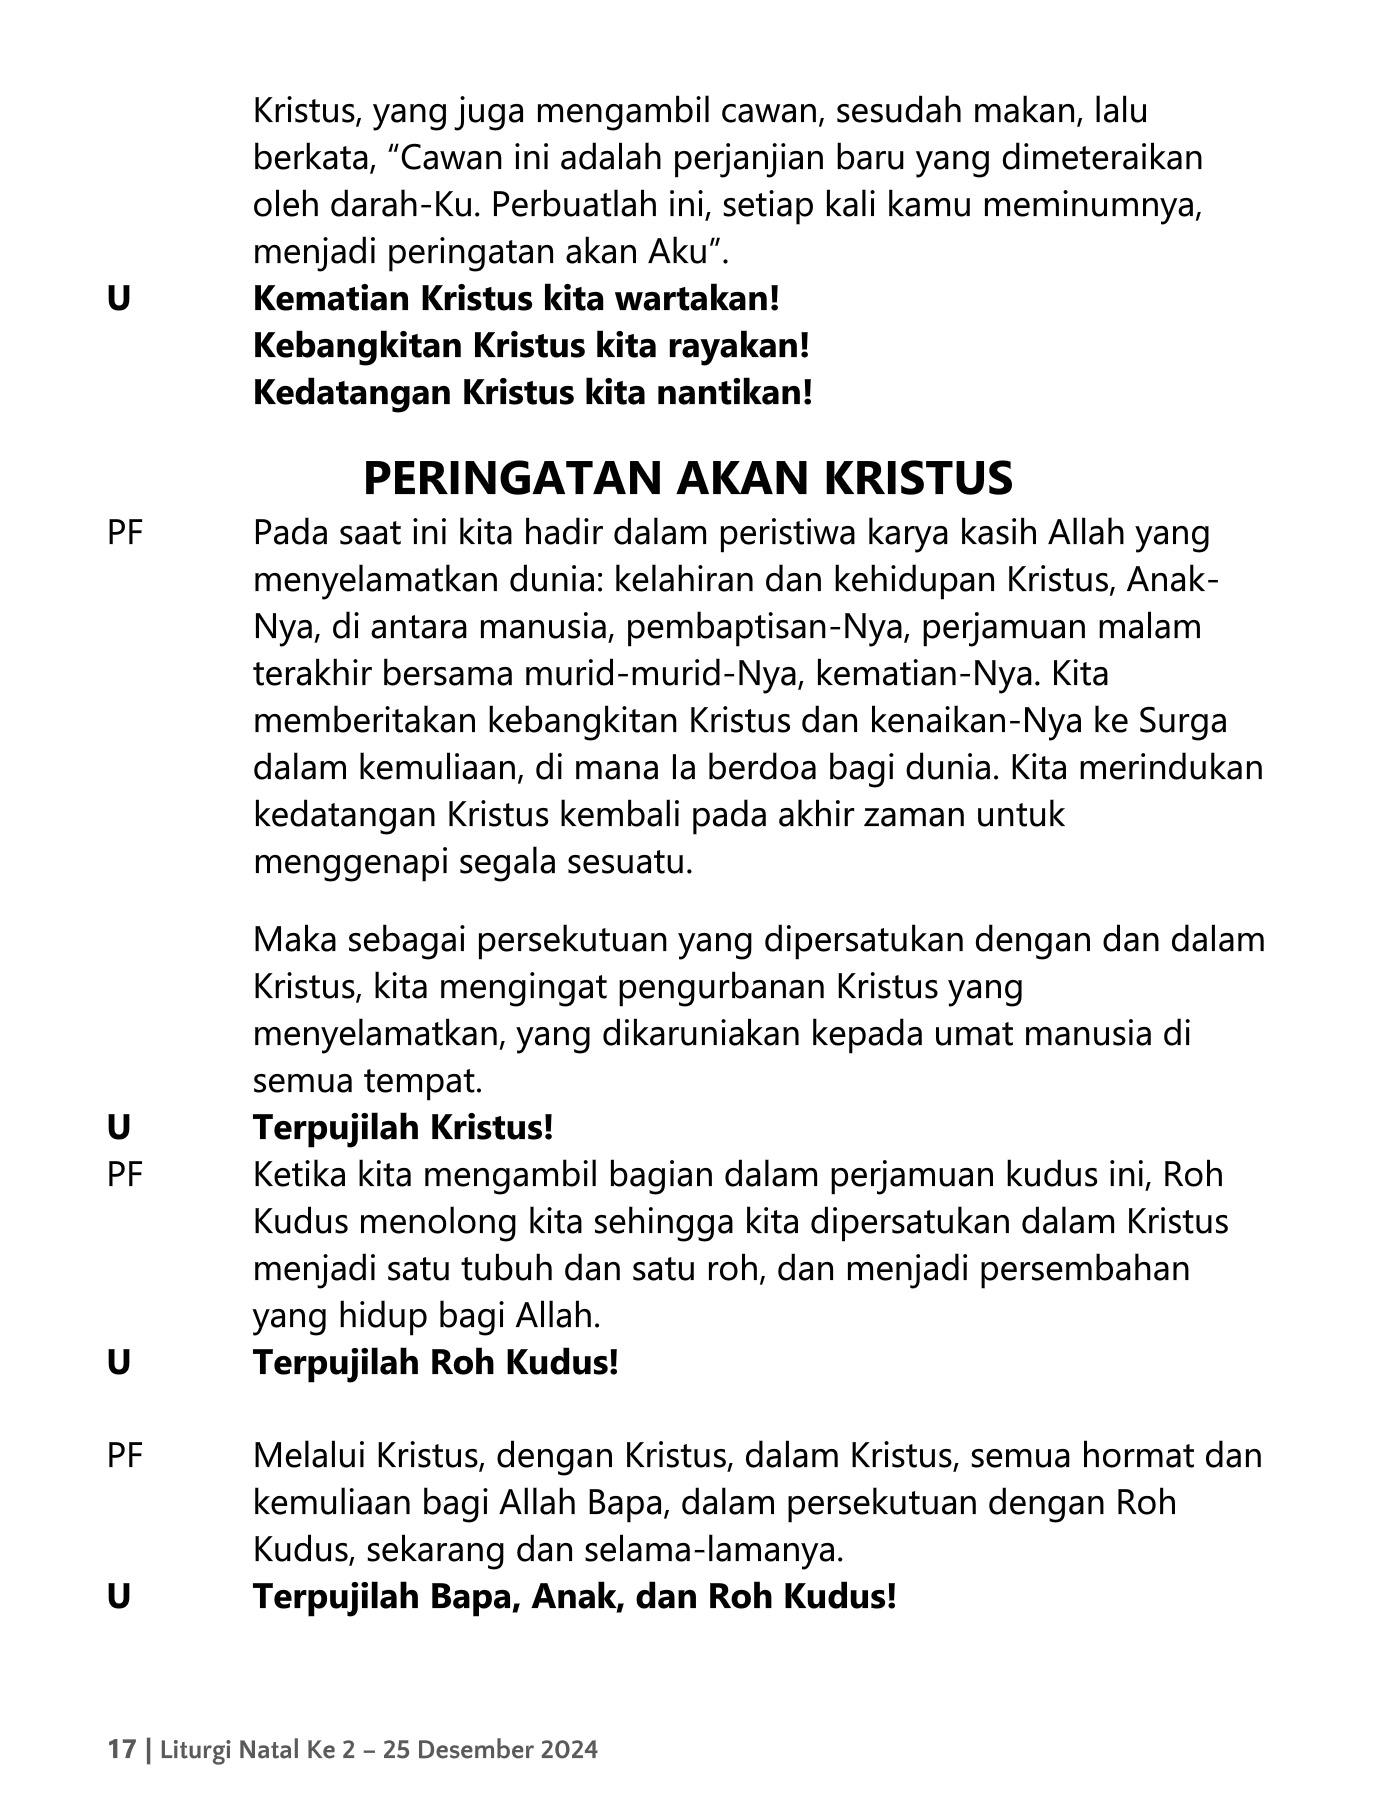 Kristus, yang juga mengambil cawan, sesudah makan, lalu
berkata, “Cawan ini adalah perjanjian baru yang dimeteraikan
oleh darah-Ku. Perbuatlah ini, setiap kali kamu meminumnya,
menjadi peringatan akan Aku”.
U Kematian Kristus kita wartakan!
Kebangkitan Kristus kita rayakan!
Kedatangan Kristus kita nantikan!
PERINGATAN AKAN KRISTUS
PF Pada saat ini kita hadir dalam peristiwa karya kasih Allah yang
menyelamatkan dunia: kelahiran dan kehidupan Kristus, Anak-
Nya, di antara manusia, pembaptisan-Nya, perjamuan malam
terakhir bersama murid-murid-Nya, kematian-Nya. Kita
memberitakan kebangkitan Kristus dan kenaikan-Nya ke Surga
dalam kemuliaan, di mana Ia berdoa bagi dunia. Kita merindukan
kedatangan Kristus kembali pada akhir zaman untuk
menggenapi segala sesuatu.
Maka sebagai persekutuan yang dipersatukan dengan dan dalam
Kristus, kita mengingat pengurbanan Kristus yang
menyelamatkan, yang dikaruniakan kepada umat manusia di
semua tempat.
U Terpujilah Kristus!
PF Ketika kita mengambil bagian dalam perjamuan kudus ini, Roh
Kudus menolong kita sehingga kita dipersatukan dalam Kristus
menjadi satu tubuh dan satu roh, dan menjadi persembahan
yang hidup bagi Allah.
U Terpujilah Roh Kudus!
PF Melalui Kristus, dengan Kristus, dalam Kristus, semua hormat dan
kemuliaan bagi Allah Bapa, dalam persekutuan dengan Roh
Kudus, sekarang dan selama-lamanya.
U Terpujilah Bapa, Anak, dan Roh Kudus!
17 | Liturgi Natal Ke 2 – 25 Desember 2024